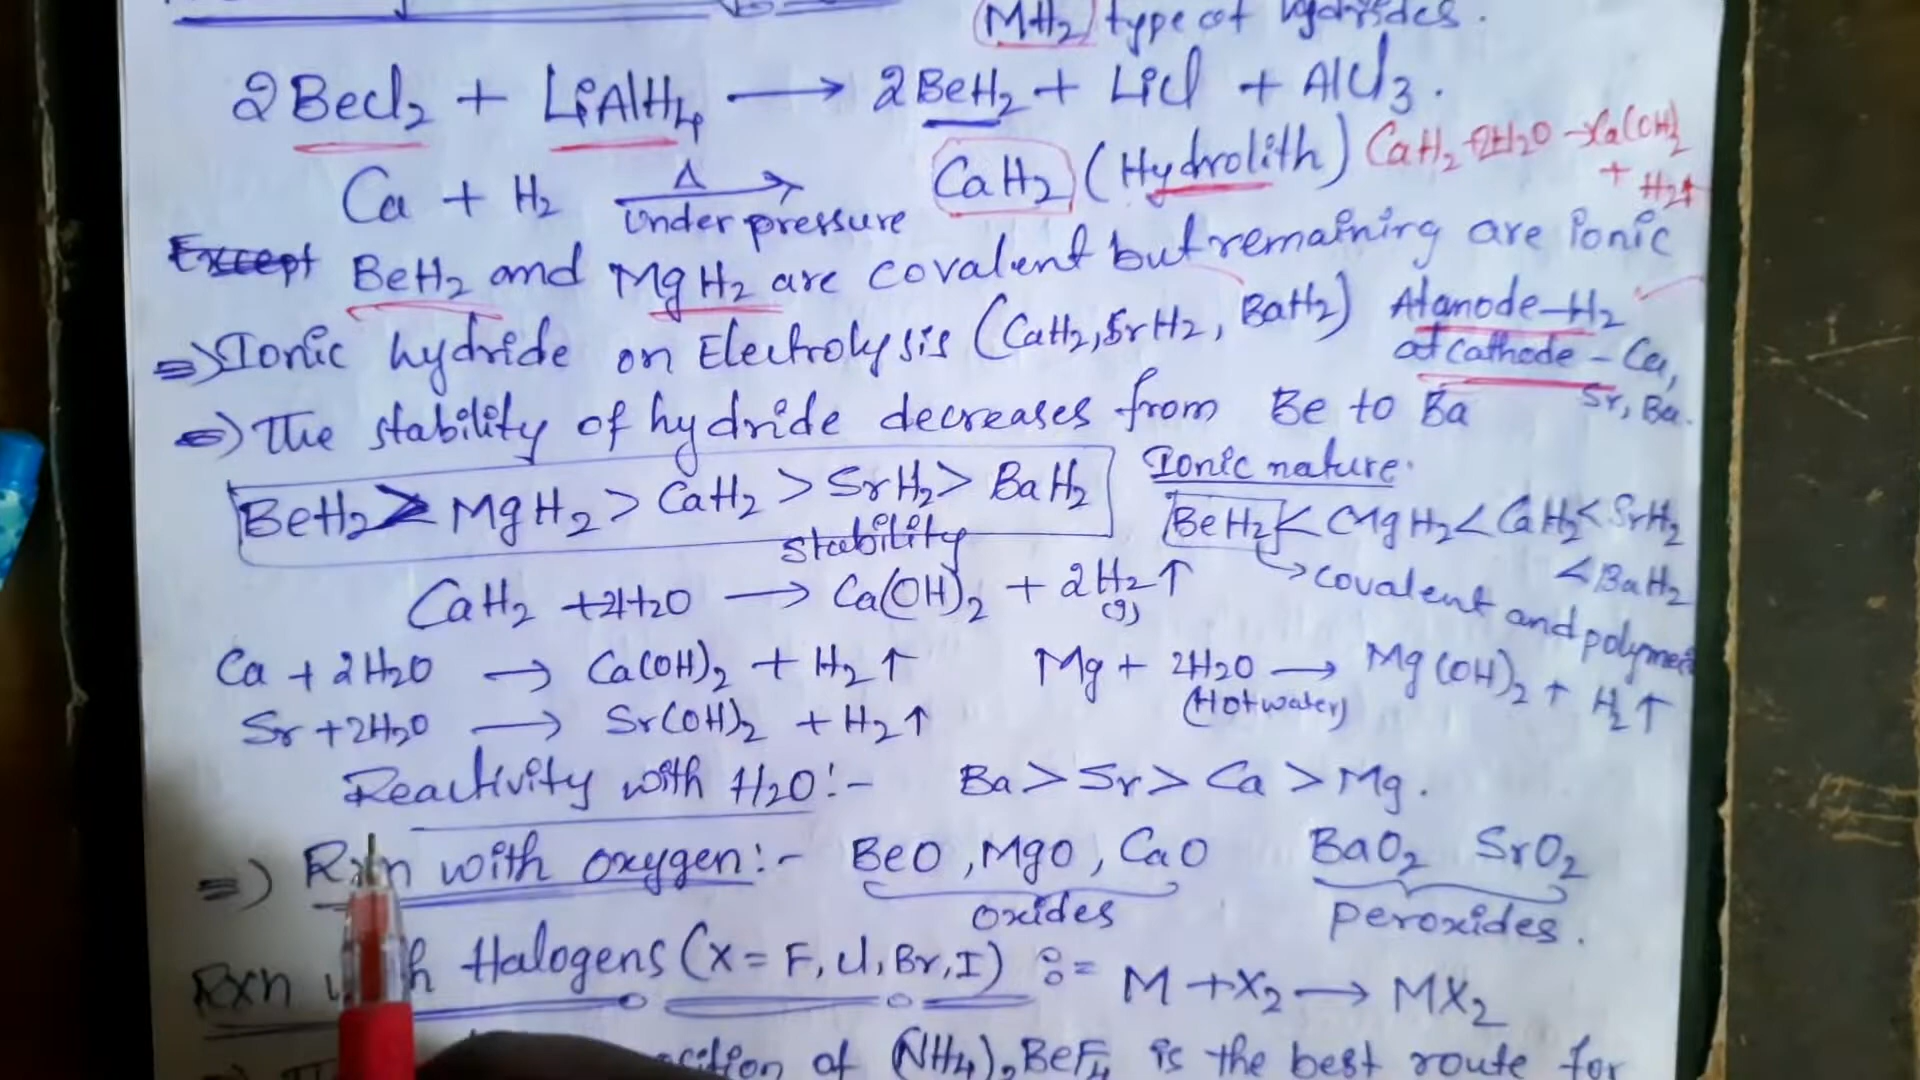 (MH₂) type of hydrides.
2BeCl₂ + LiAlH₄ ⟶ 2BeH₂ + LiCl + AlCl₃.
Ca + H₂ Δ Under pressure → CaH₂ (Hydrolith) CaH₂ + 2H₂O → Ca(OH)₂ + H₂↑
Except BeH₂ and MgH₂ are covalent but remaining are ionic
⇒) Ionic hydride on Electrolysis (CaH₂, SrH₂, BaH₂) At anode – H₂
at cathode – Ca, Sr, Ba.
⇒) The stability of hydride decreases from Be to Ba
BeH₂ > MgH₂ > CaH₂ > SrH₂ > BaH₂
stability
Ionic nature.
BeH₂ < MgH₂ < CaH₂ < SrH₂ < BaH₂
↳ covalent and
CaH₂ + 2H₂O ⟶ Ca(OH)₂ + 2H₂↑ (g)
Ca + 2H₂O → Ca(OH)₂ + H₂↑ Mg + 2H₂O (Hot water) → Mg(OH)₂ + H₂↑
Sr + 2H₂O → Sr(OH)₂ + H₂↑
Reactivity with H₂O:- Ba > Sr > Ca > Mg.
⇒) Rxn with oxygen:- BeO, MgO, CaO BaO₂ SrO₂
oxides peroxides.
Rxn Halogens (X = F, Cl, Br, I) :- M + X₂ ⟶ MX₂
of (NH₄)₂BeF₄ is the best route for